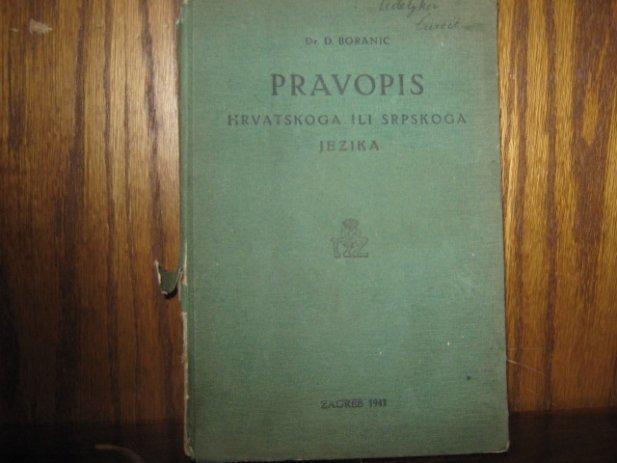 Dr. D. BORANIĆ
PRAVOPIS
HRVATSKOGA ILI SRPSKOGA
JEZIKA
ZAGREB 1941